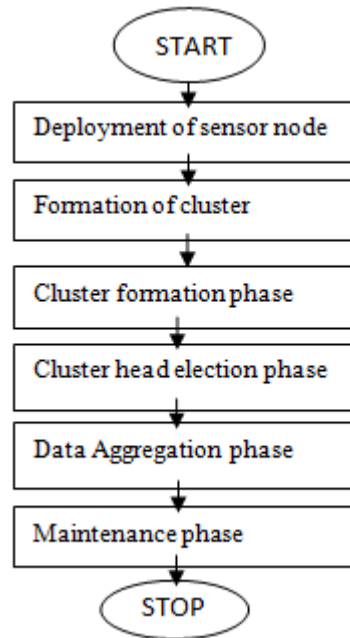 START
Deployment of sensor node
Formation of cluster
Cluster formation phase
Cluster head election phase
Data Aggregation phase
Maintenance phase
STOP